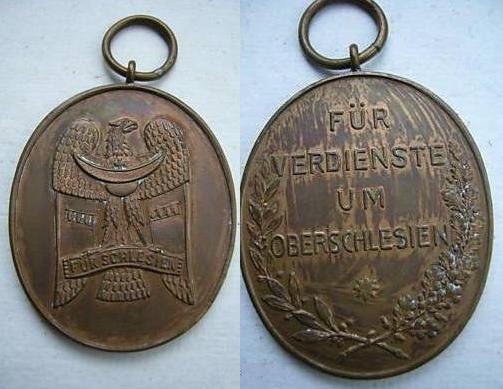 FÜR SCHLESIEN
FÜR
VERDIENSTE
UM
OBERSCHLESIEN